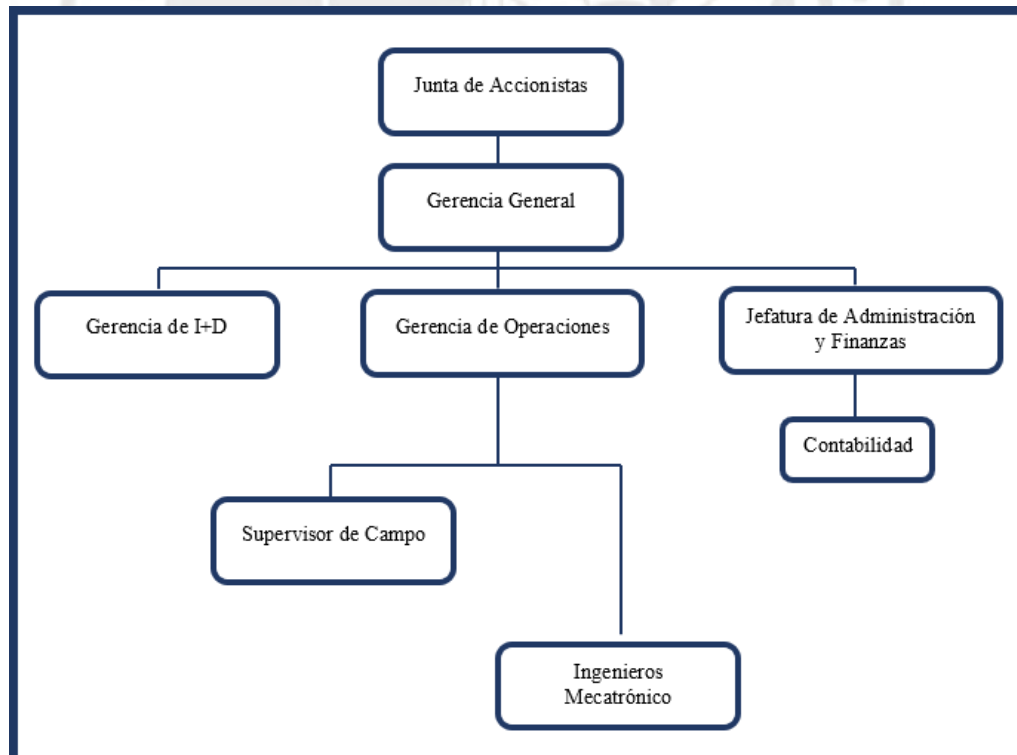 Junta de Accionistas
Gerencia General
Gerencia de I+D
Gerencia de Operaciones
Jefatura de Administración
y Finanzas
Contabilidad
Supervisor de Campo
Ingenieros
Mecatrónico